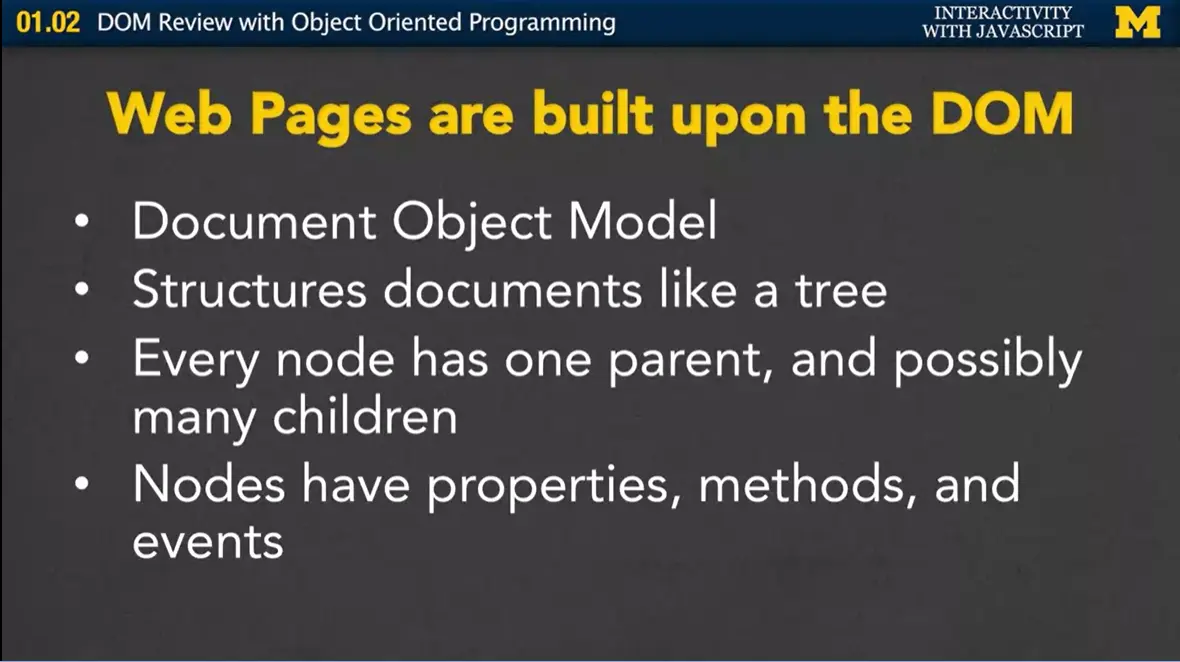 01.02 DOM Review with Object Oriented Programming
INTERACTIVITY
WITH JAVASCRIPT
M
Web Pages are built upon the DOM
• Document Object Model
• Structures documents like a tree
• Every node has one parent, and possibly
many children
• Nodes have properties, methods, and
events